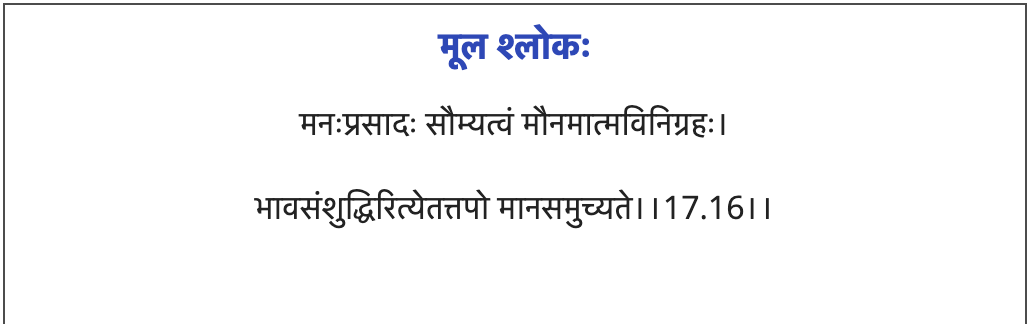 मूल श्लोकः
मनःप्रसादः सौम्यत्वं मौनमात्मविनिग्रहः।
भावसंशुद्धिरित्येतत्तपो मानसमुच्यते।।17.16।।